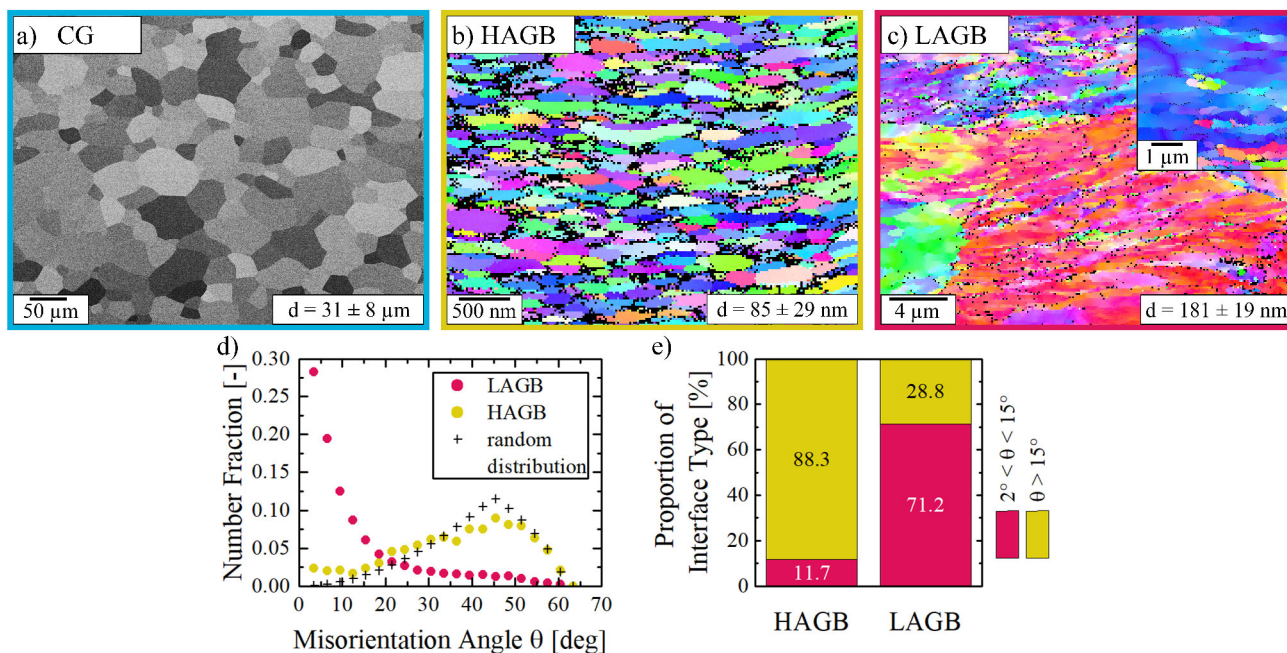 a) CG
50 µm
d = 31 ± 8 µm
b) HAGB
500 nm
d = 85 ± 29 nm
c) LAGB
1 µm
4 µm
d = 181 ± 19 nm
d)
Number Fraction [-]
0.30
0.25
0.20
0.15
0.10
0.05
0.00
LAGB
HAGB
random
distribution
0 10 20 30 40 50 60 70
Misorientation Angle θ [deg]
e)
Proportion of
Interface Type [%]
100
80
60
40
20
0
88.3
11.7
28.8
71.2
HAGB LAGB
2° < θ < 15°
θ > 15°